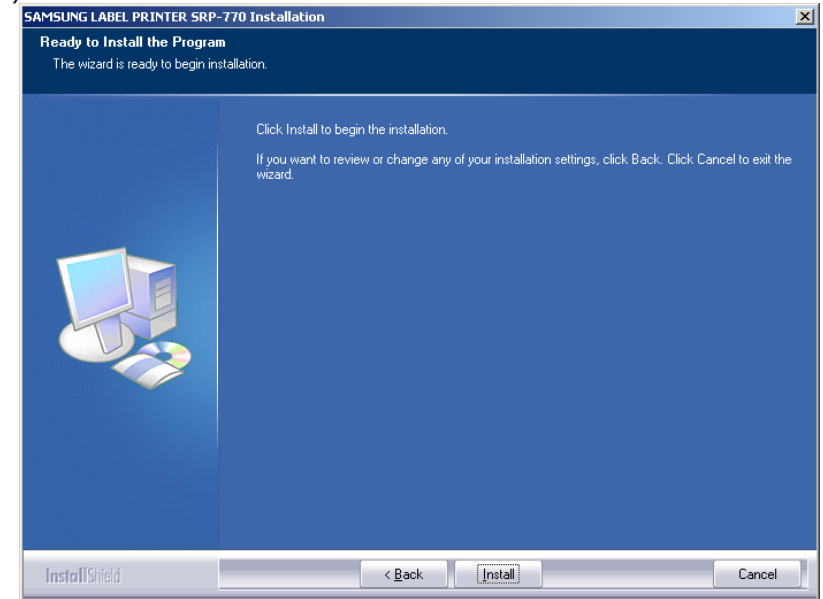 )
SAMSUNG LABEL PRINTER SRP-770 Installation
Ready to Install the Program
The wizard is ready to begin installation.
Click Install to begin the installation.
If you want to review or change any of your installation settings, click Back. Click Cancel to exit the
wizard.
InstallShield
< Back
Install
Cancel